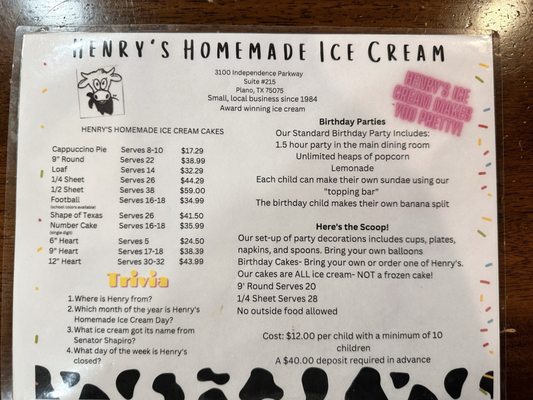 HENRY'S HOMEMADE ICE CREAM
3100 Independence Parkway
Suite #215
Plano, TX 75075
Small, local business since 1984
Award winning ice cream
HENRY'S ICE
CREAM MAKES
YOU PRETTY!
HENRY'S HOMEMADE ICE CREAM CAKES
Cappuccino Pie Serves 8-10 $17.29
9" Round Serves 22 $38.99
Loaf Serves 14 $32.29
1/4 Sheet Serves 26 $44.29
1/2 Sheet Serves 38 $59.00
Football Serves 16-18 $34.99
(school colors available)
Shape of Texas Serves 26 $41.50
Number Cake Serves 16-18 $35.99
(single digit)
6" Heart Serves 5 $24.50
9" Heart Serves 17-18 $38.39
12" Heart Serves 30-32 $43.99
Trivia
1. Where is Henry from?
2. Which month of the year is Henry's
Homemade Ice Cream Day?
3. What ice cream got its name from
Senator Shapiro?
4. What day of the week is Henry's
closed?
Birthday Parties
Our Standard Birthday Party Includes:
1.5 hour party in the main dining room
Unlimited heaps of popcorn
Lemonade
Each child can make their own sundae using our
"topping bar"
The birthday child makes their own banana split
Here's the Scoop!
Our set-up of party decorations includes cups, plates,
napkins, and spoons. Bring your own balloons
Birthday Cakes- Bring your own or order one of Henry's.
Our cakes are ALL ice cream- NOT a frozen cake!
9' Round Serves 20
1/4 Sheet Serves 28
No outside food allowed
Cost: $12.00 per child with a minimum of 10
children
A $40.00 deposit required in advance